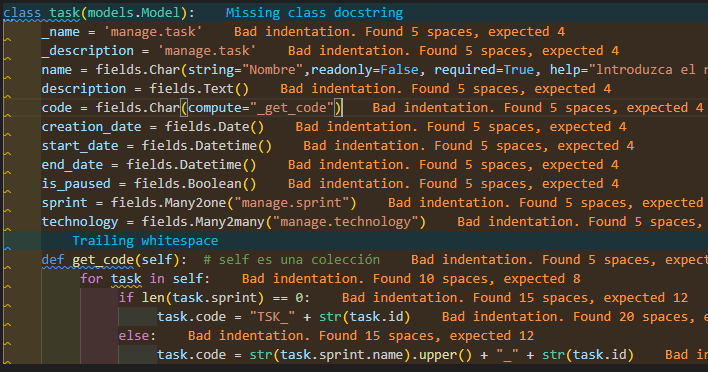 class task(models.Model):    Missing class docstring
     _name = 'manage.task'    Bad indentation. Found 5 spaces, expected 4
     _description = 'manage.task'    Bad indentation. Found 5 spaces, expected 4
     name = fields.Char(string="Nombre",readonly=False, required=True, help="Introduzca el
     description = fields.Text()    Bad indentation. Found 5 spaces, expected 4
     code = fields.Char(compute="_get_code")    Bad indentation. Found 5 spaces, expected 4
     creation_date = fields.Date()    Bad indentation. Found 5 spaces, expected 4
     start_date = fields.Datetime()    Bad indentation. Found 5 spaces, expected 4
     end_date = fields.Datetime()    Bad indentation. Found 5 spaces, expected 4
     is_paused = fields.Boolean()    Bad indentation. Found 5 spaces, expected 4
     sprint = fields.Many2one("manage.sprint")    Bad indentation. Found 5 spaces, expected
     technology = fields.Many2many("manage.technology")    Bad indentation. Found 5 spaces,
         Trailing whitespace
     def get_code(self):  # self es una colección    Bad indentation. Found 5 spaces,
          for task in self:    Bad indentation. Found 10 spaces, expected 8
               if len(task.sprint) == 0:    Bad indentation. Found 15 spaces, expected 12
                    task.code = "TSK_" + str(task.id)    Bad indentation. Found 20 spaces,
               else:    Bad indentation. Found 15 spaces, expected 12
                    task.code = str(task.sprint.name).upper() + "_" + str(task.id)    Bad